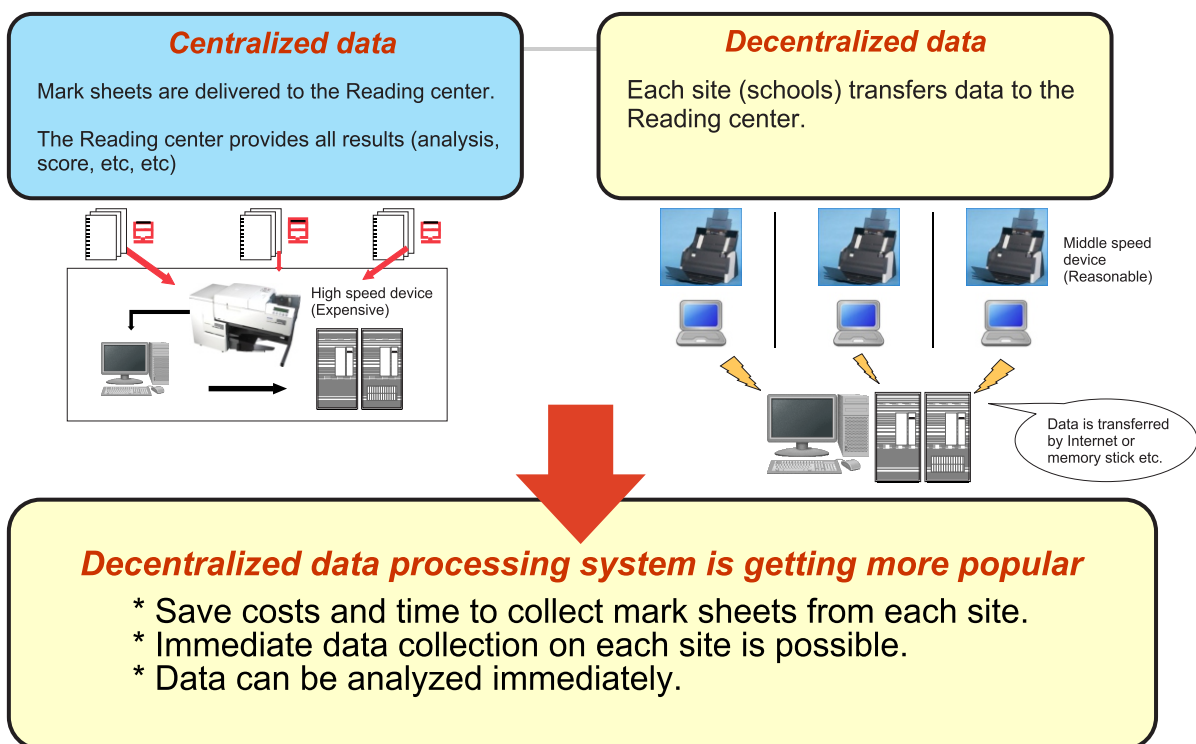 Centralized data
Mark sheets are delivered to the Reading center.
The Reading center provides all results (analysis,
score, etc, etc)
Decentralized data
Each site (schools) transfers data to the
Reading center.
High speed device
(Expensive)
Middle speed
device
(Reasonable)
Data is transferred
by Internet or
memory stick etc.
Decentralized data processing system is getting more popular
* Save costs and time to collect mark sheets from each site.
* Immediate data collection on each site is possible.
* Data can be analyzed immediately.